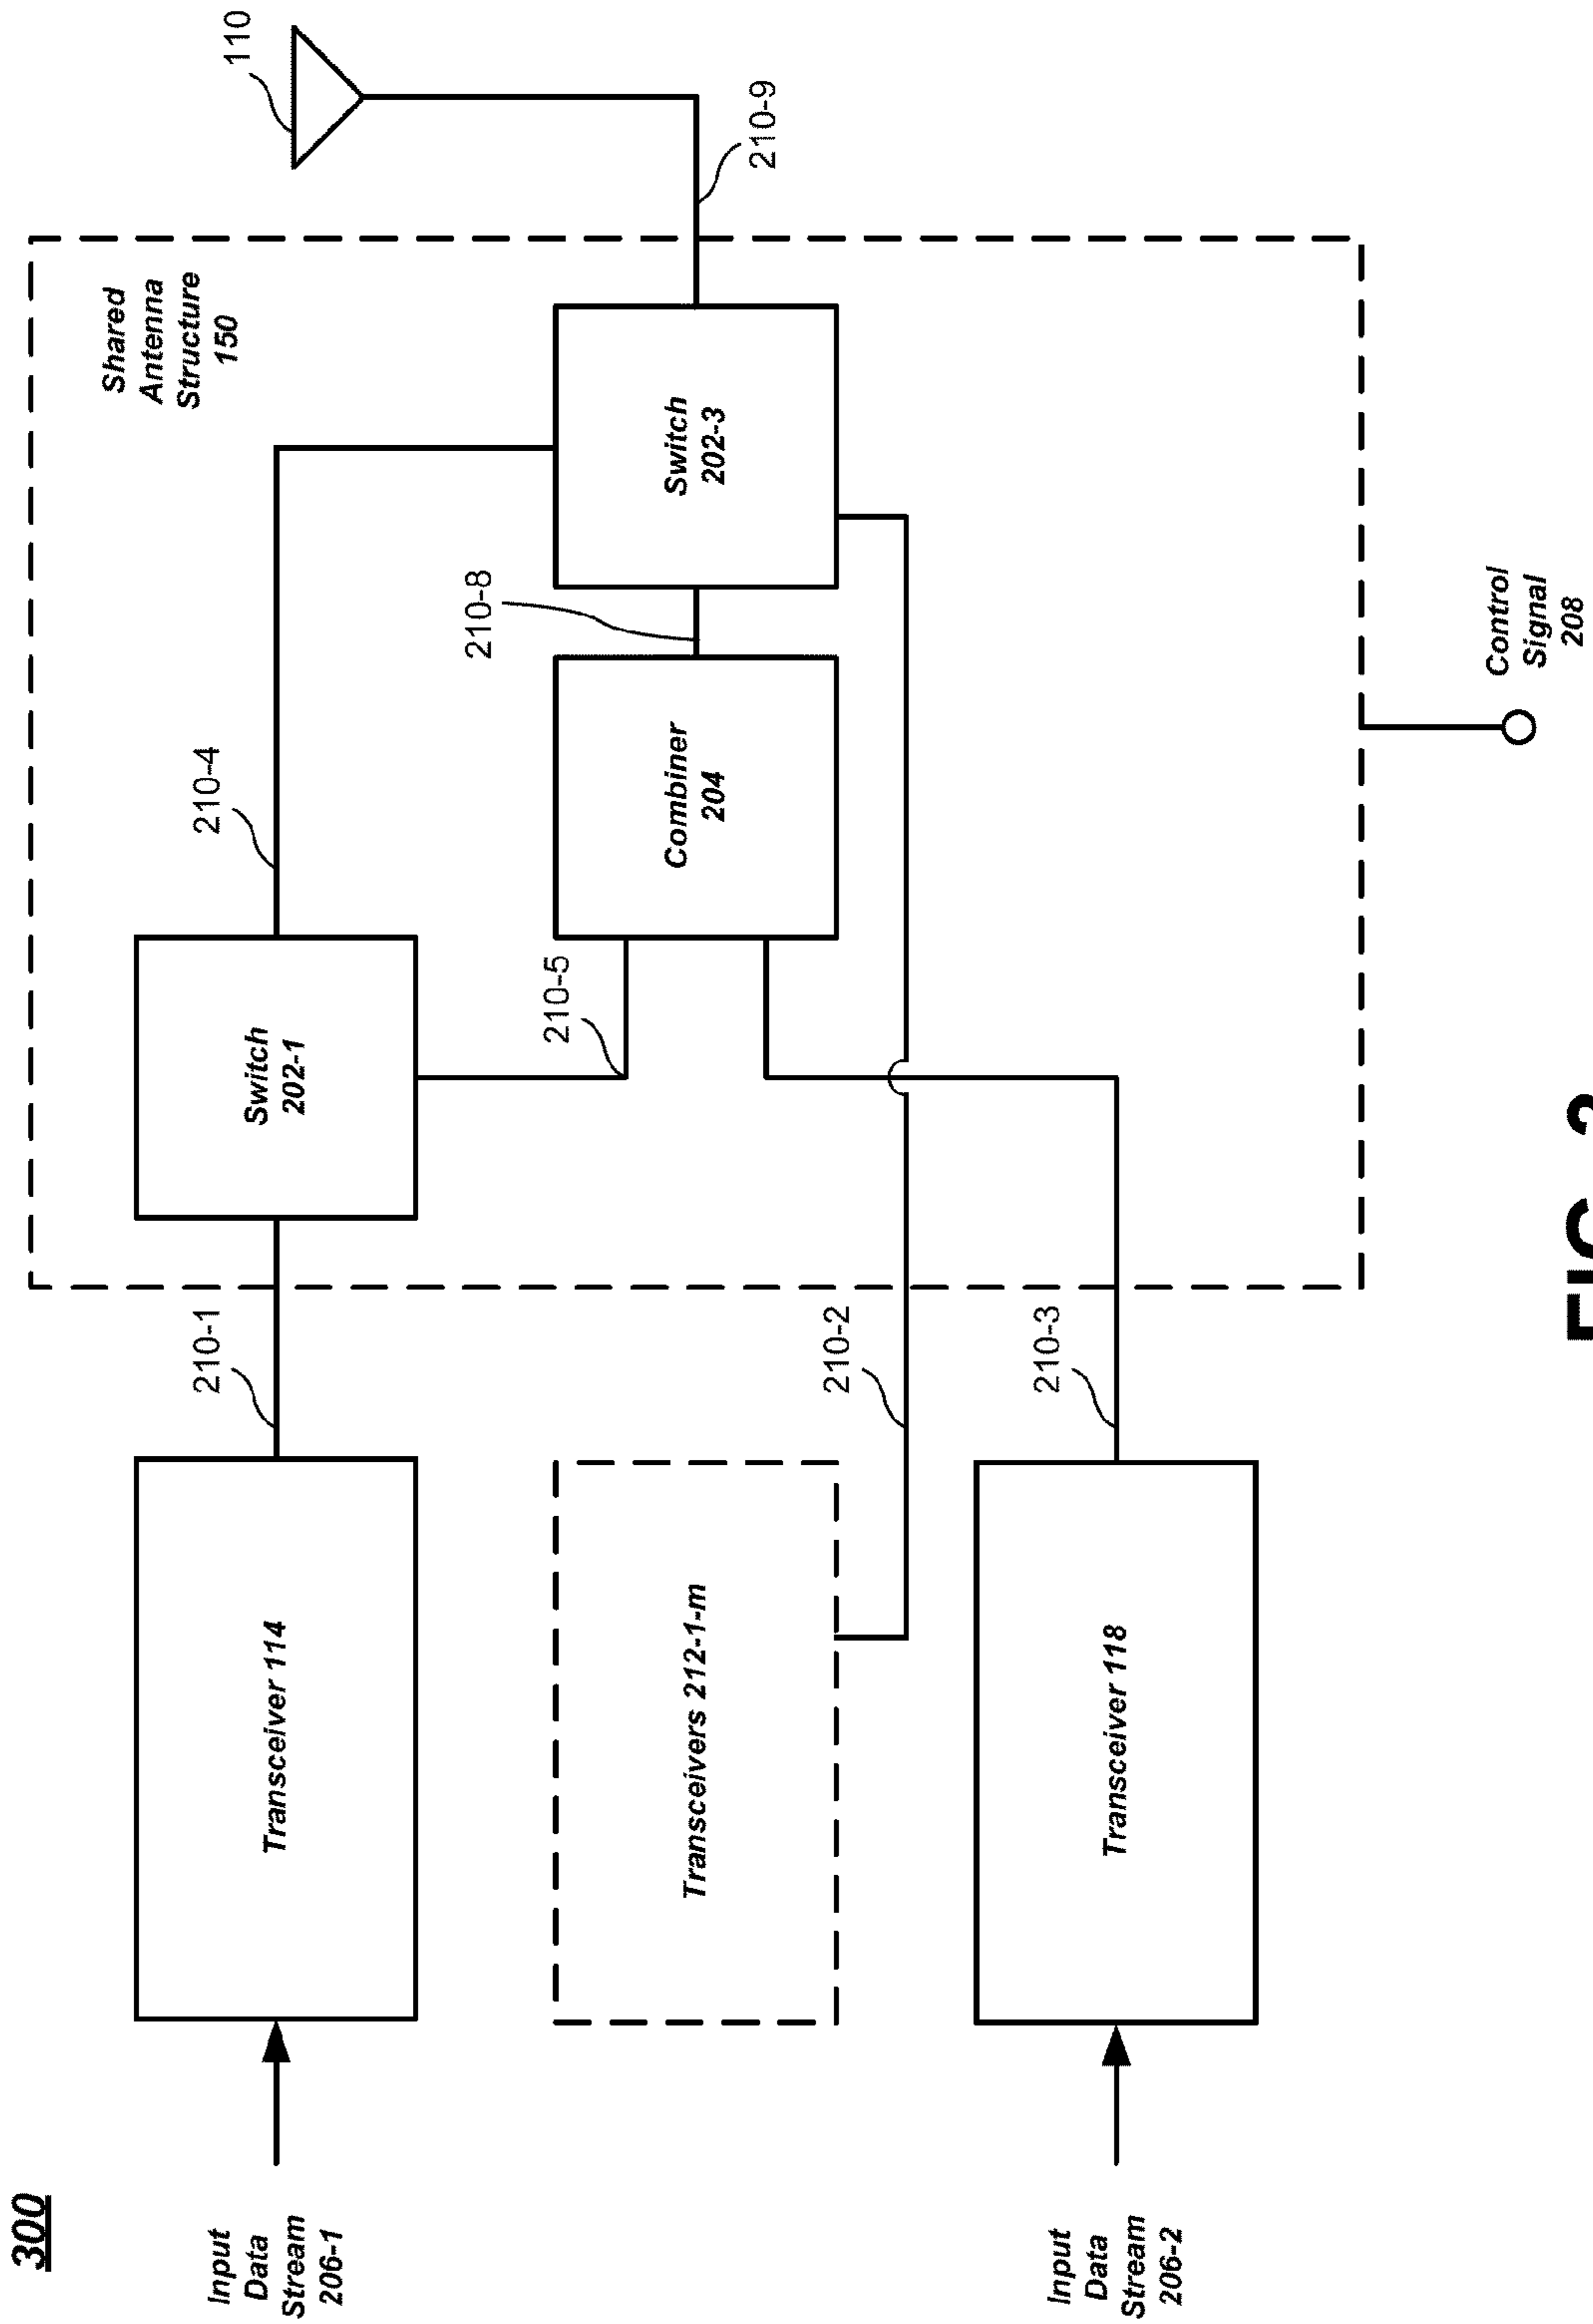 300
Input
Data
Stream
206-1
Transceiver 114
210-1
Switch
202-1
210-4
Shared
Antenna
Structure
150
110
Transceivers 212-1-m
210-5
Combiner
204
210-8
Switch
202-3
210-9
210-2
Input
Data
Stream
206-2
Transceiver 118
210-3
Control
Signal
208
FIG